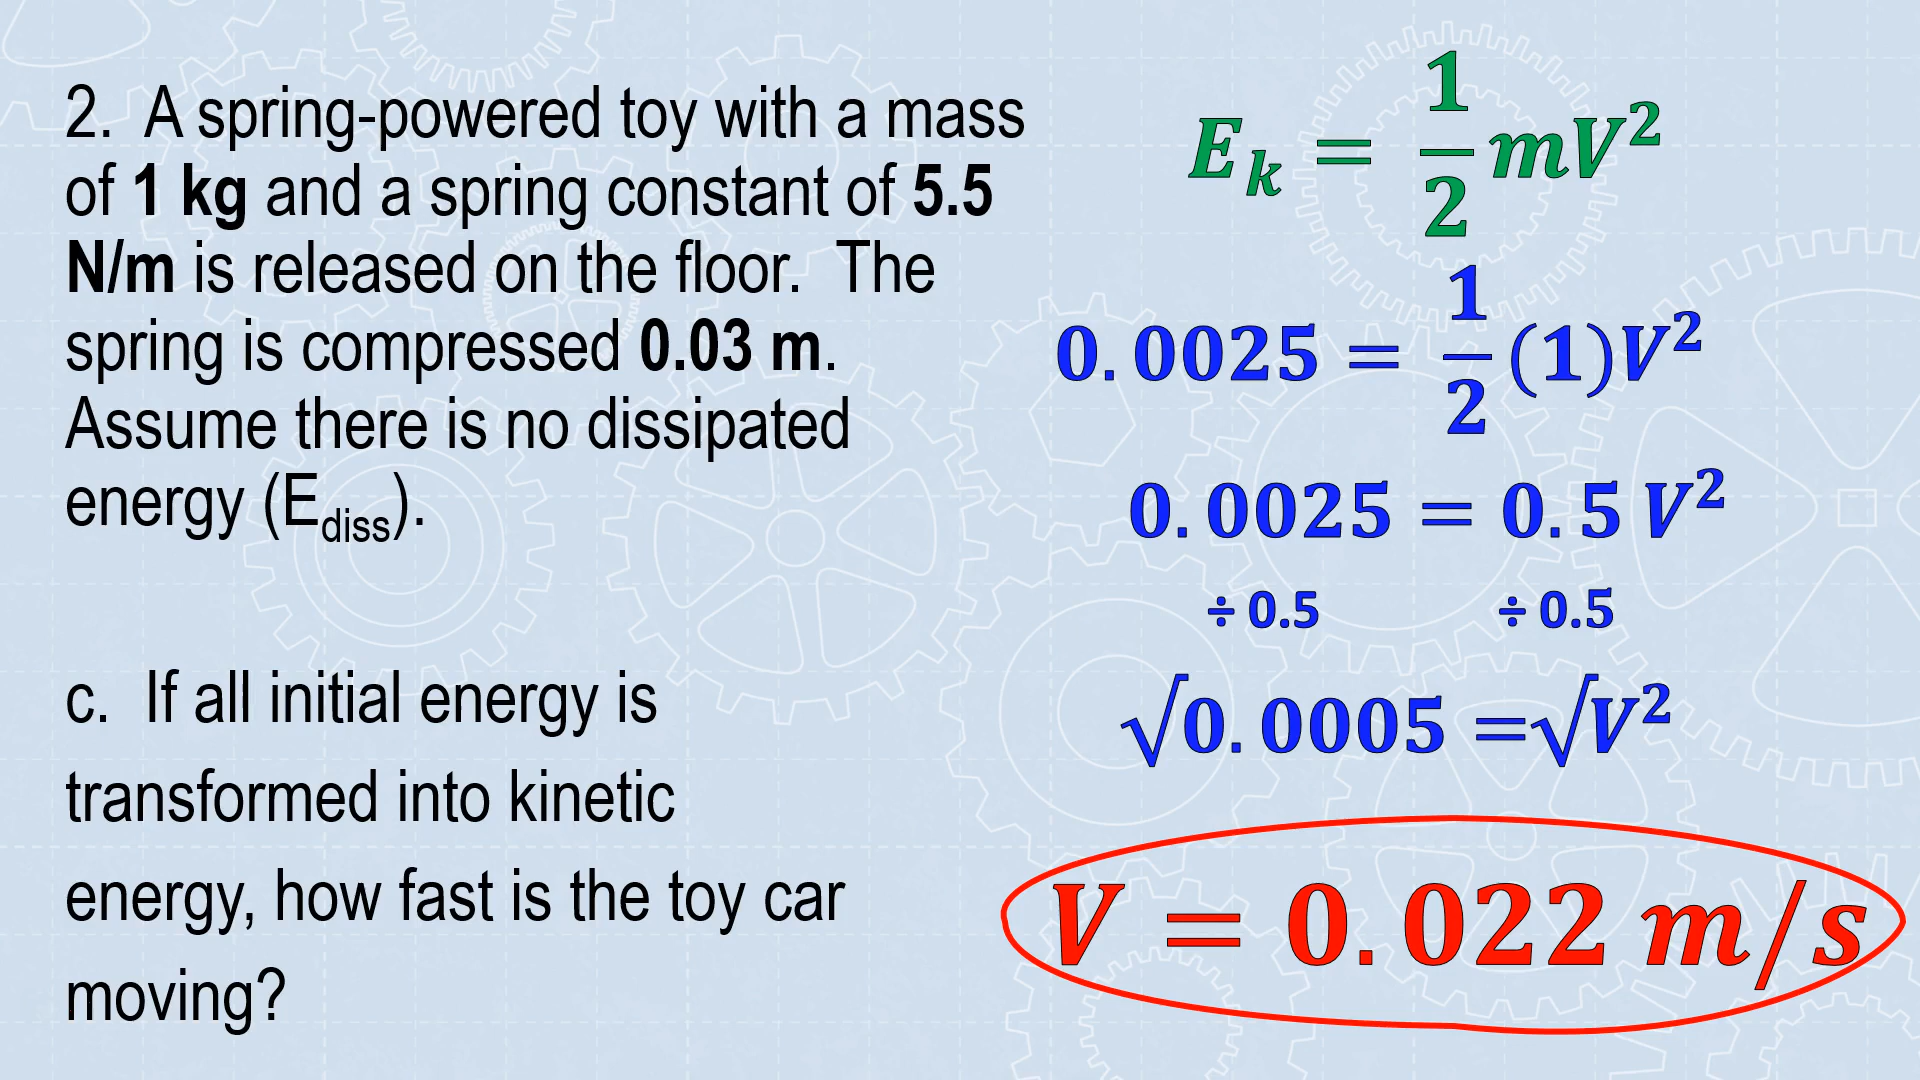 2. A spring-powered toy with a mass
of 1 kg and a spring constant of 5.5
N/m is released on the floor. The
spring is compressed 0.03 m.
Assume there is no dissipated
energy (E_diss).
c. If all initial energy is
transformed into kinetic
energy, how fast is the toy car
moving?
E_k = 1/2 mV²
0.0025 = 1/2 (1)V²
0.0025 = 0.5 V²
÷ 0.5 ÷ 0.5
√0.0005 =√V²
V = 0.022 m/s